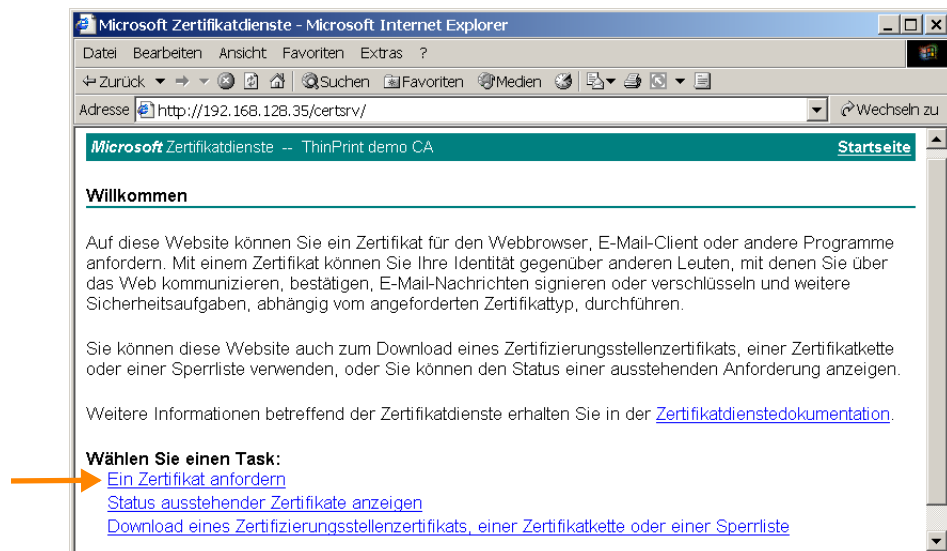 Microsoft Zertifikatdienste - Microsoft Internet Explorer
Datei Bearbeiten Ansicht Favoriten Extras ?
Zurück Suchen Favoriten Medien
Adresse http://192.168.128.35/certsrv/ Wechseln zu
Microsoft Zertifikatdienste -- ThinPrint demo CA Startseite
Willkommen
Auf diese Website können Sie ein Zertifikat für den Webbrowser, E-Mail-Client oder andere Programme
anfordern. Mit einem Zertifikat können Sie Ihre Identität gegenüber anderen Leuten, mit denen Sie über
das Web kommunizieren, bestätigen, E-Mail-Nachrichten signieren oder verschlüsseln und weitere
Sicherheitsaufgaben, abhängig vom angeforderten Zertifikattyp, durchführen.
Sie können diese Website auch zum Download eines Zertifizierungsstellenzertifikats, einer Zertifikatkette
oder einer Sperrliste verwenden, oder Sie können den Status einer ausstehenden Anforderung anzeigen.
Weitere Informationen betreffend der Zertifikatdienste erhalten Sie in der Zertifikatdienstedokumentation.
Wählen Sie einen Task:
Ein Zertifikat anfordern
Status ausstehender Zertifikate anzeigen
Download eines Zertifizierungsstellenzertifikats, einer Zertifikatkette oder einer Sperrliste